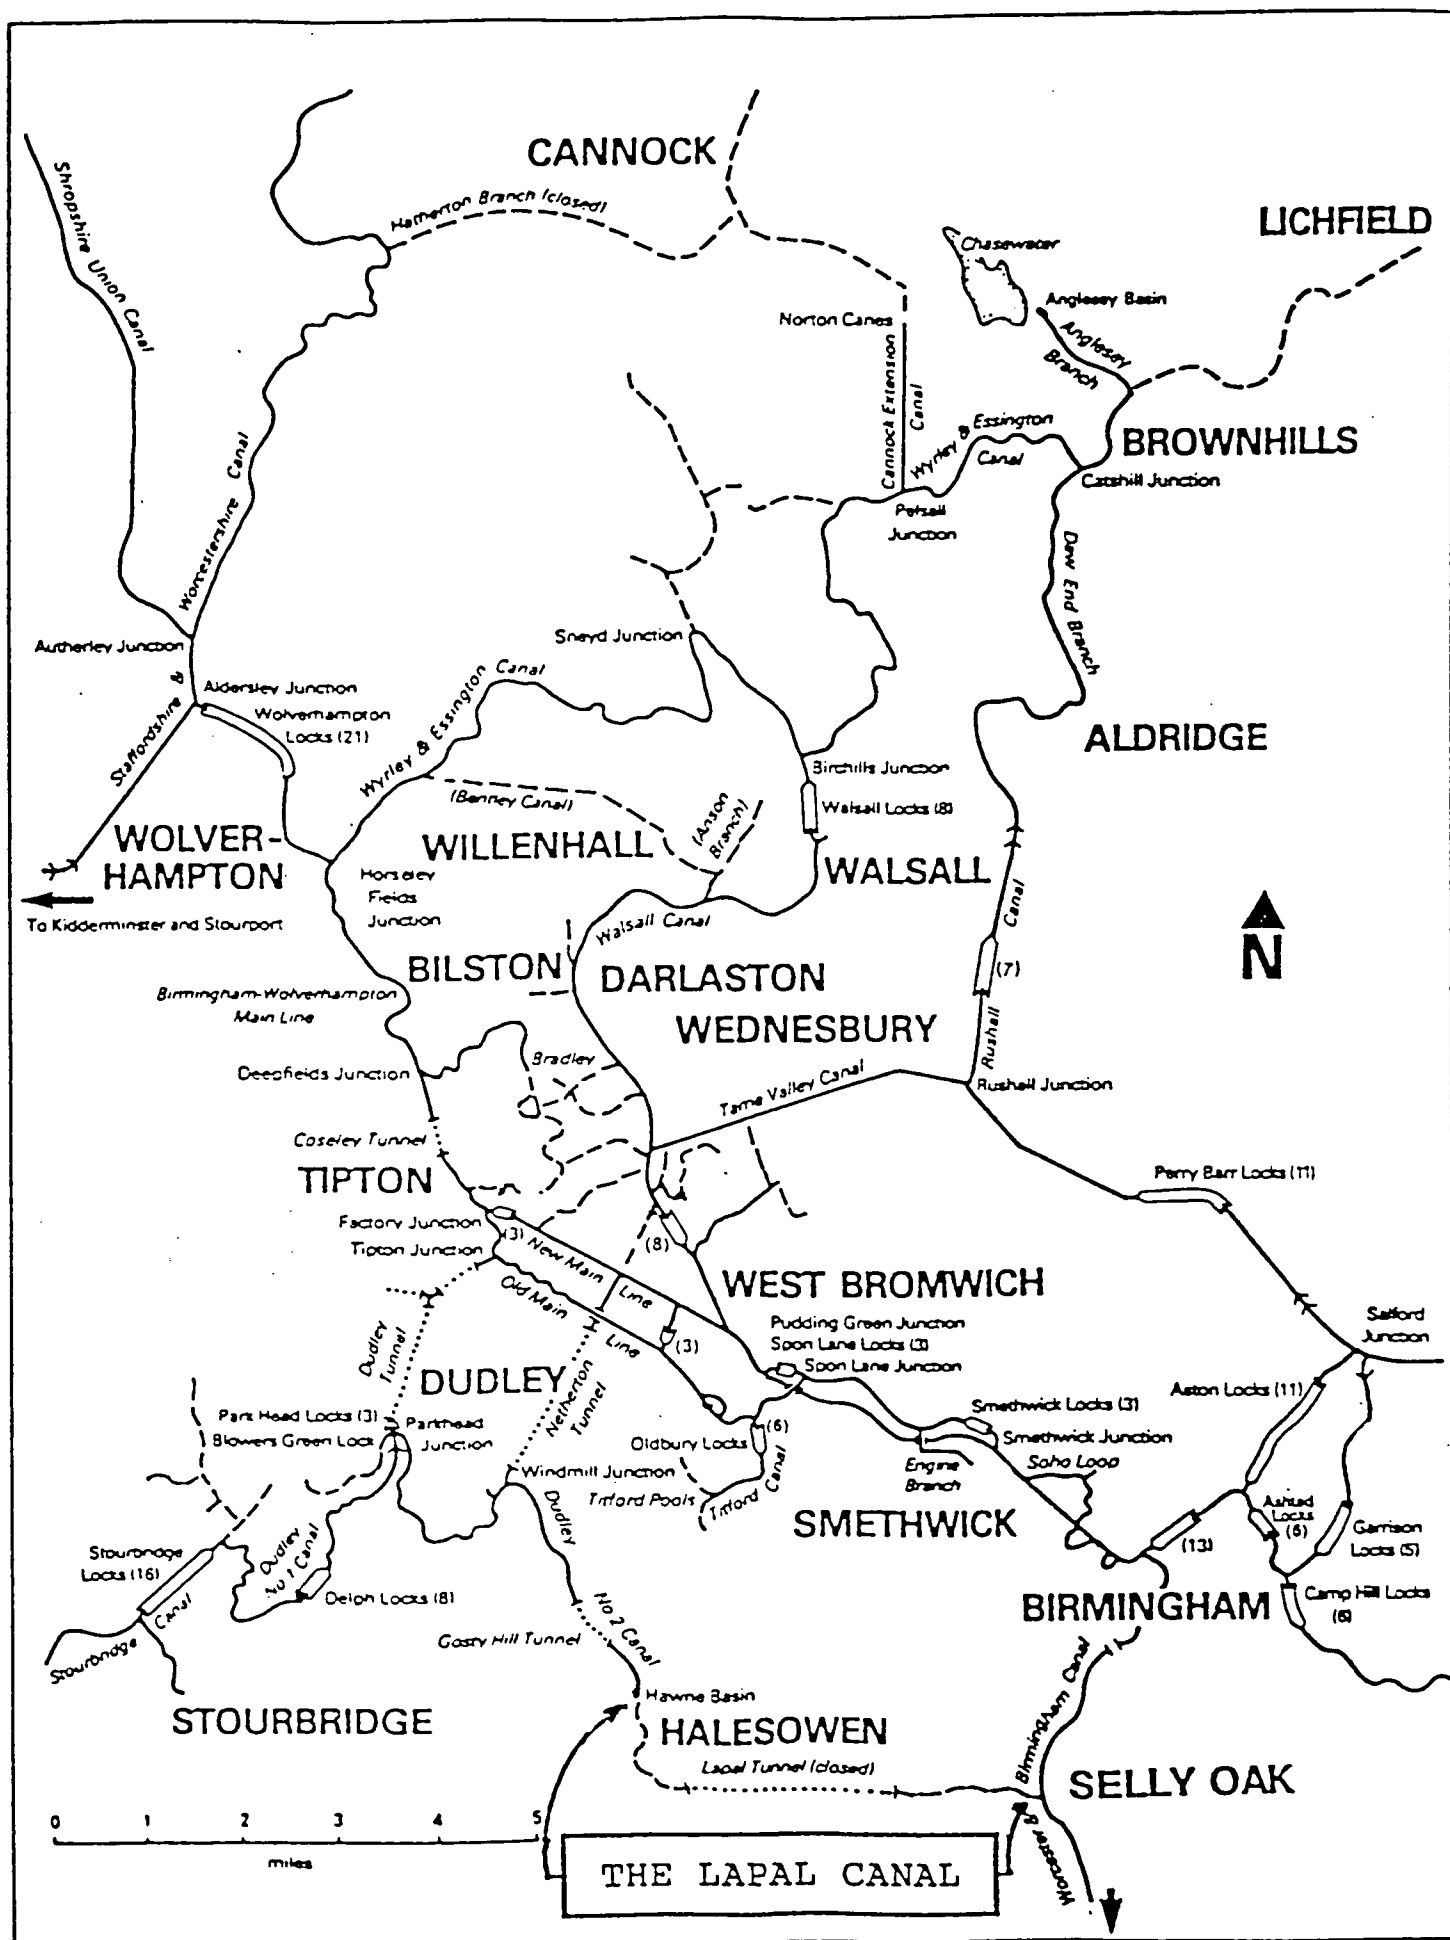 CANNOCK
LICHFIELD
Hatherton Branch (closed)
Shropshire Union Canal
Chasewater
Anglesey Basin
Anglesey
Branch
Norton Canes
Cannock Extension
Canal
Wyrley & Essington
Canal
BROWNHILLS
Catshill Junction
Pelsall
Junction
Daw End Branch
Staffordshire &
Worcestershire Canal
Autherley Junction
Sneyd Junction
Aldersley Junction
Wolverhampton
Locks (21)
Wyrley & Essington Canal
ALDRIDGE
Birchills Junction
Walsall Locks (8)
(Benney Canal)
(Anson
Branch)
WOLVER-
HAMPTON
WILLENHALL
WALSALL
Horseley
Fields
Junction
To Kidderminster and Stourport
Walsall Canal
N
BILSTON
DARLASTON
(7)
Rushall
Canal
Birmingham-Wolverhampton
Main Line
WEDNESBURY
Bradley
Deepfields Junction
Tame Valley Canal
Rushall Junction
Coseley Tunnel
TIPTON
Perry Barr Locks (11)
Factory Junction
(3)
Tipton Junction
New Main
Line
Old Main
Line
(8)
WEST BROMWICH
Pudding Green Junction
Spon Lane Locks (3)
Spon Lane Junction
Salford
Junction
(3)
Dudley
Tunnel
DUDLEY
Netherton
Tunnel
Aston Locks (11)
Park Head Locks (3)
Blowers Green Lock
Parkhead
Junction
Smethwick Locks (3)
Smethwick Junction
(6)
Oldbury Locks
Engine
Branch
Soho Loop
Windmill Junction
Titford Pools
Titford Canal
SMETHWICK
Ashted
Locks
(6)
Garrison
Locks (5)
(13)
Stourbridge
Locks (16)
Dudley
No 1 Canal
Dudley
No 2 Canal
Delph Locks (8)
BIRMINGHAM
Camp Hill Locks
(6)
Gosty Hill Tunnel
Stourbridge
Canal
Hawne Basin
STOURBRIDGE
HALESOWEN
Lapal Tunnel (closed)
Worcester &
Birmingham Canal
SELLY OAK
0 1 2 3 4 5
miles
THE LAPAL CANAL